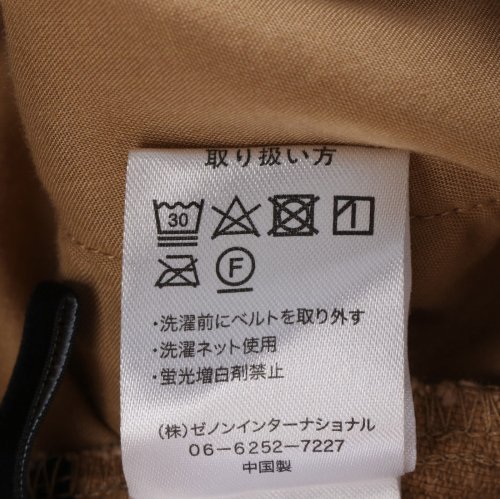 取り扱い方
30
F
・洗濯前にベルトを取り外す
・洗濯ネット使用
・蛍光増白剤禁止
(株)ゼノンインターナショナル
06-6252-7227
中国製